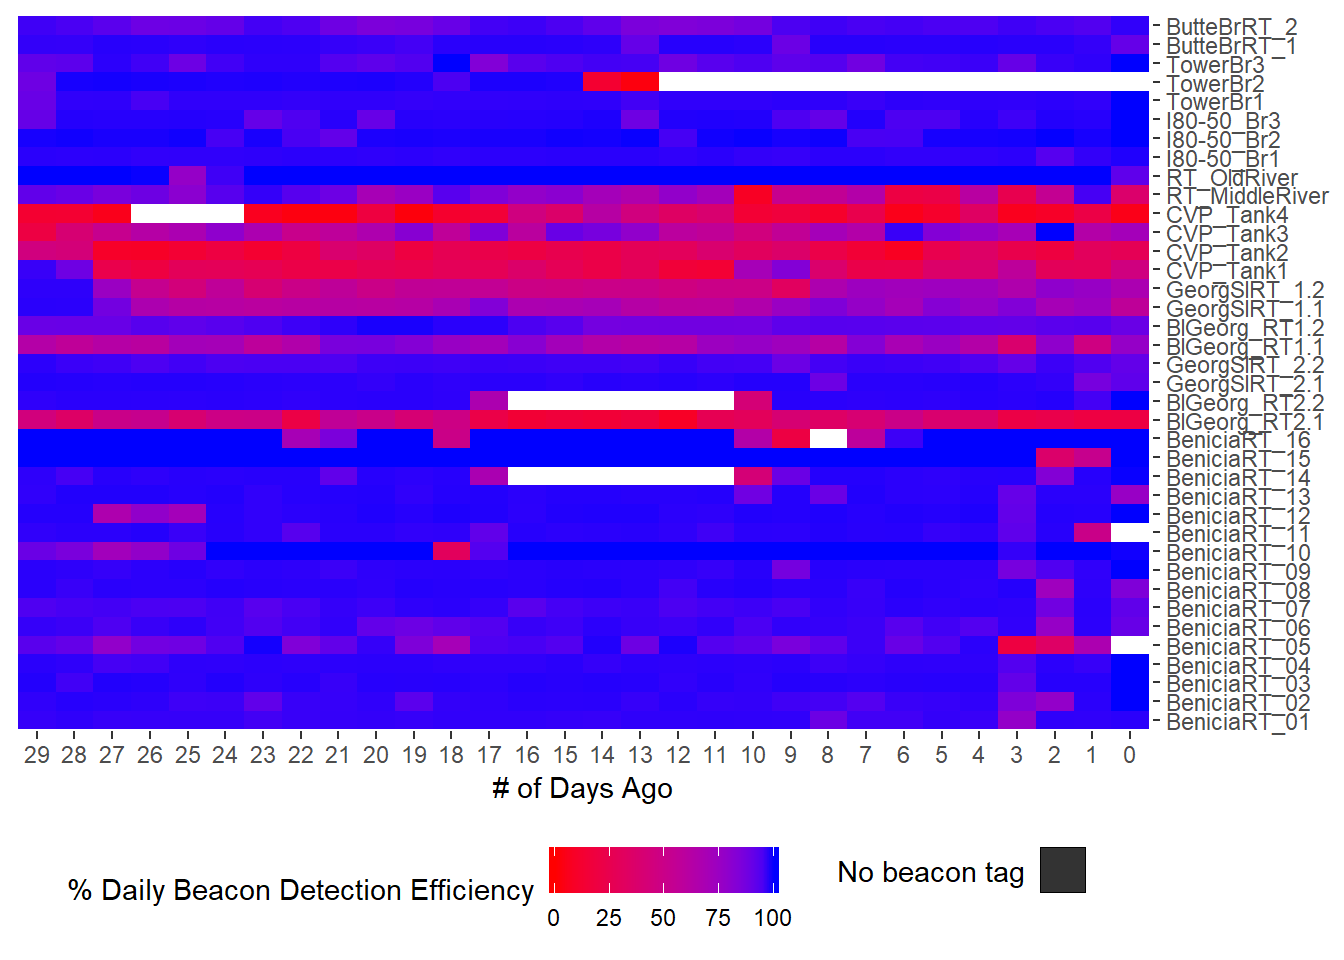 ButteBrRT_2
ButteBrRT_1
TowerBr3
TowerBr2
TowerBr1
I80-50_Br3
I80-50_Br2
I80-50_Br1
RT_OldRiver
RT_MiddleRiver
CVP_Tank4
CVP_Tank3
CVP_Tank2
CVP_Tank1
GeorgSlRT_1.2
GeorgSlRT_1.1
BlGeorg_RT1.2
BlGeorg_RT1.1
GeorgSlRT_2.2
GeorgSlRT_2.1
BlGeorg_RT2.2
BlGeorg_RT2.1
BeniciaRT_16
BeniciaRT_15
BeniciaRT_14
BeniciaRT_13
BeniciaRT_12
BeniciaRT_11
BeniciaRT_10
BeniciaRT_09
BeniciaRT_08
BeniciaRT_07
BeniciaRT_06
BeniciaRT_05
BeniciaRT_04
BeniciaRT_03
BeniciaRT_02
BeniciaRT_01
29 28 27 26 25 24 23 22 21 20 19 18 17 16 15 14 13 12 11 10 9 8 7 6 5 4 3 2 1 0
# of Days Ago
% Daily Beacon Detection Efficiency
0 25 50 75 100
No beacon tag